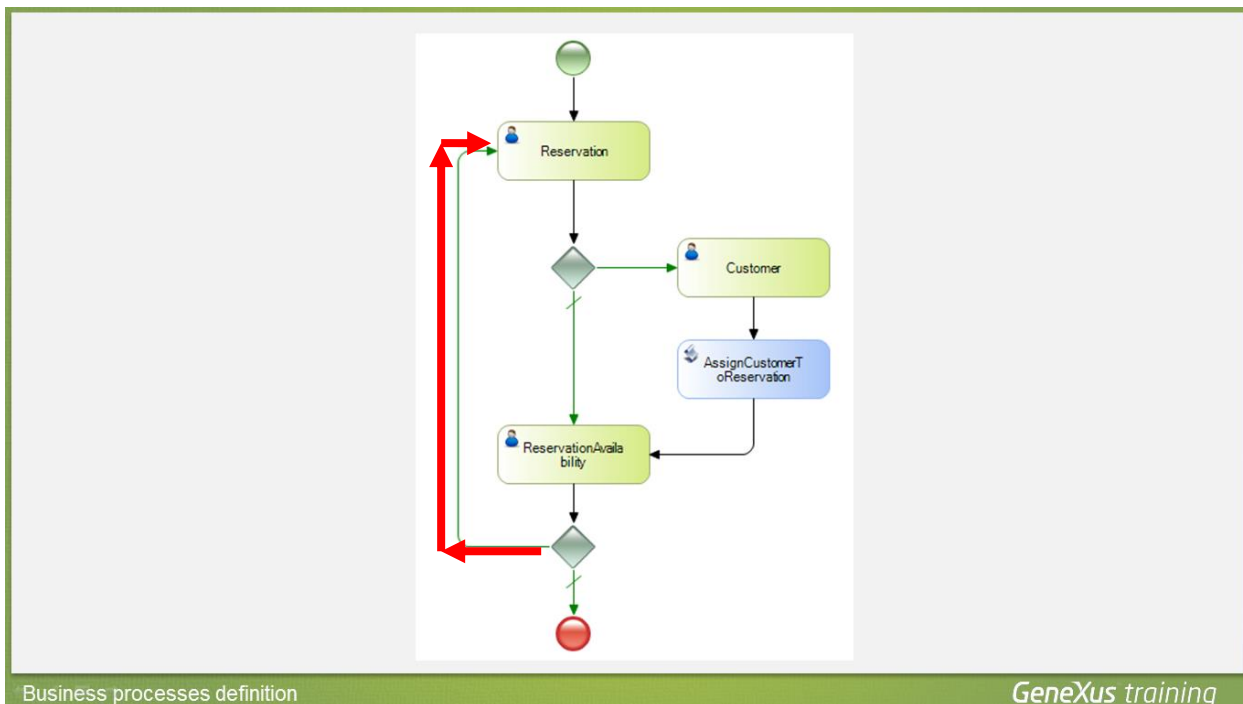 Reservation
Customer
AssignCustomerT
oReservation
ReservationAvaila
bility
Business processes definition
GeneXus training